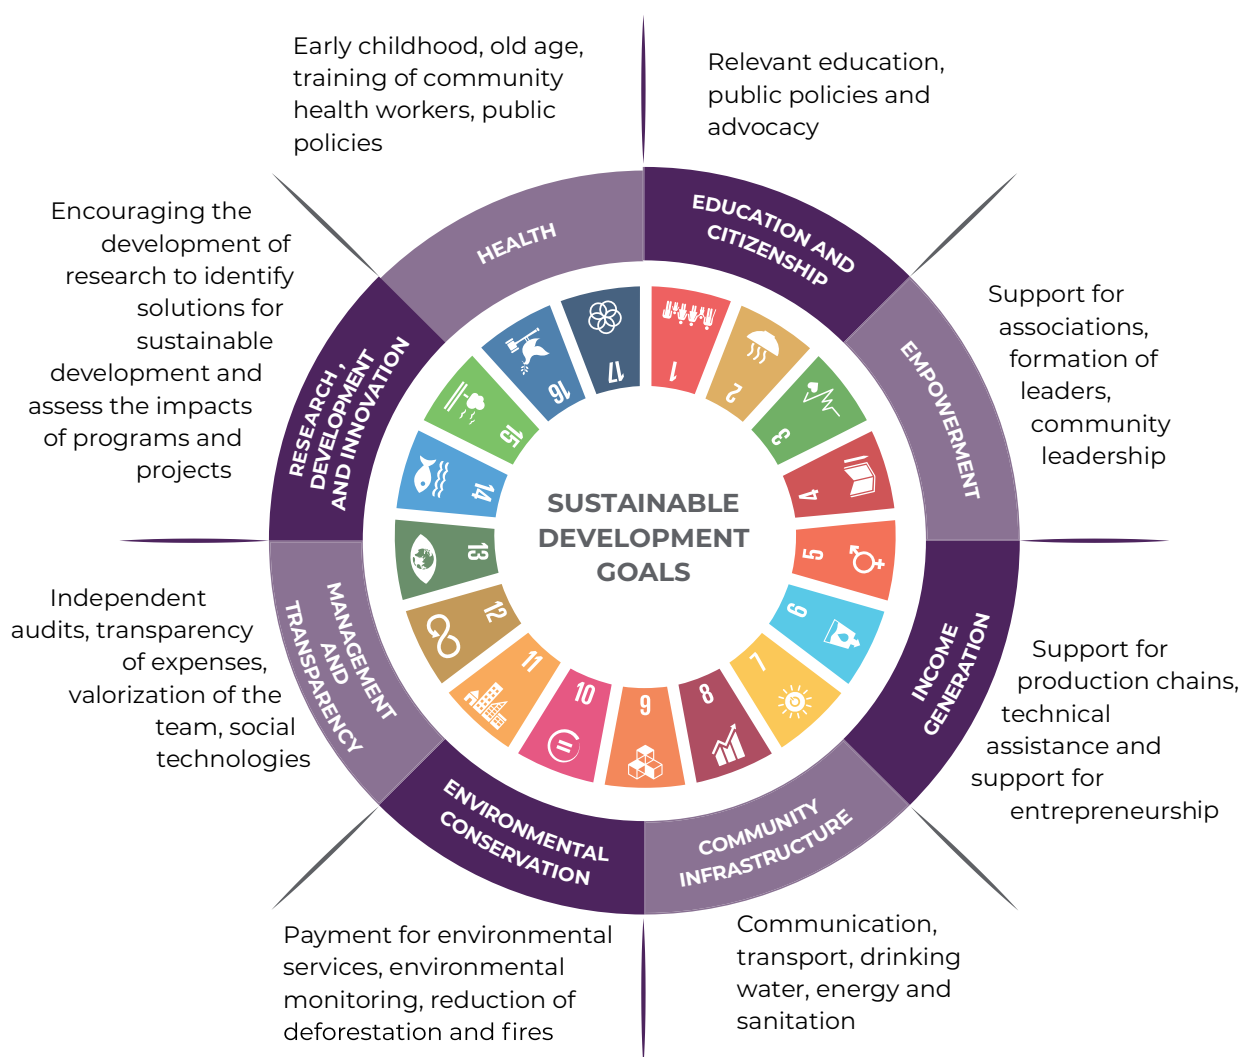 Early childhood, old age,
training of community
health workers, public
policies
Relevant education,
public policies and
advocacy
Encouraging the
development of
research to identify
solutions for
sustainable
development and
assess the impacts
of programs and
projects
Support for
associations,
formation of
leaders,
community
leadership
HEALTH
EDUCATION AND
CITIZENSHIP
EMPOWERMENT
INCOME
GENERATION
COMMUNITY
INFRASTRUCTURE
ENVIRONMENTAL
CONSERVATION
MANAGEMENT
AND
TRANSPARENCY
RESEARCH ,
DEVELOPMENT
AND INNOVATION
1
2
3
4
5
6
7
8
9
10
11
12
13
14
15
16
17
SUSTAINABLE
DEVELOPMENT
GOALS
Independent
audits, transparency
of expenses,
valorization of the
team, social
technologies
Support for
production chains,
technical
assistance and
support for
entrepreneurship
Payment for environmental
services, environmental
monitoring, reduction of
deforestation and fires
Communication,
transport, drinking
water, energy and
sanitation